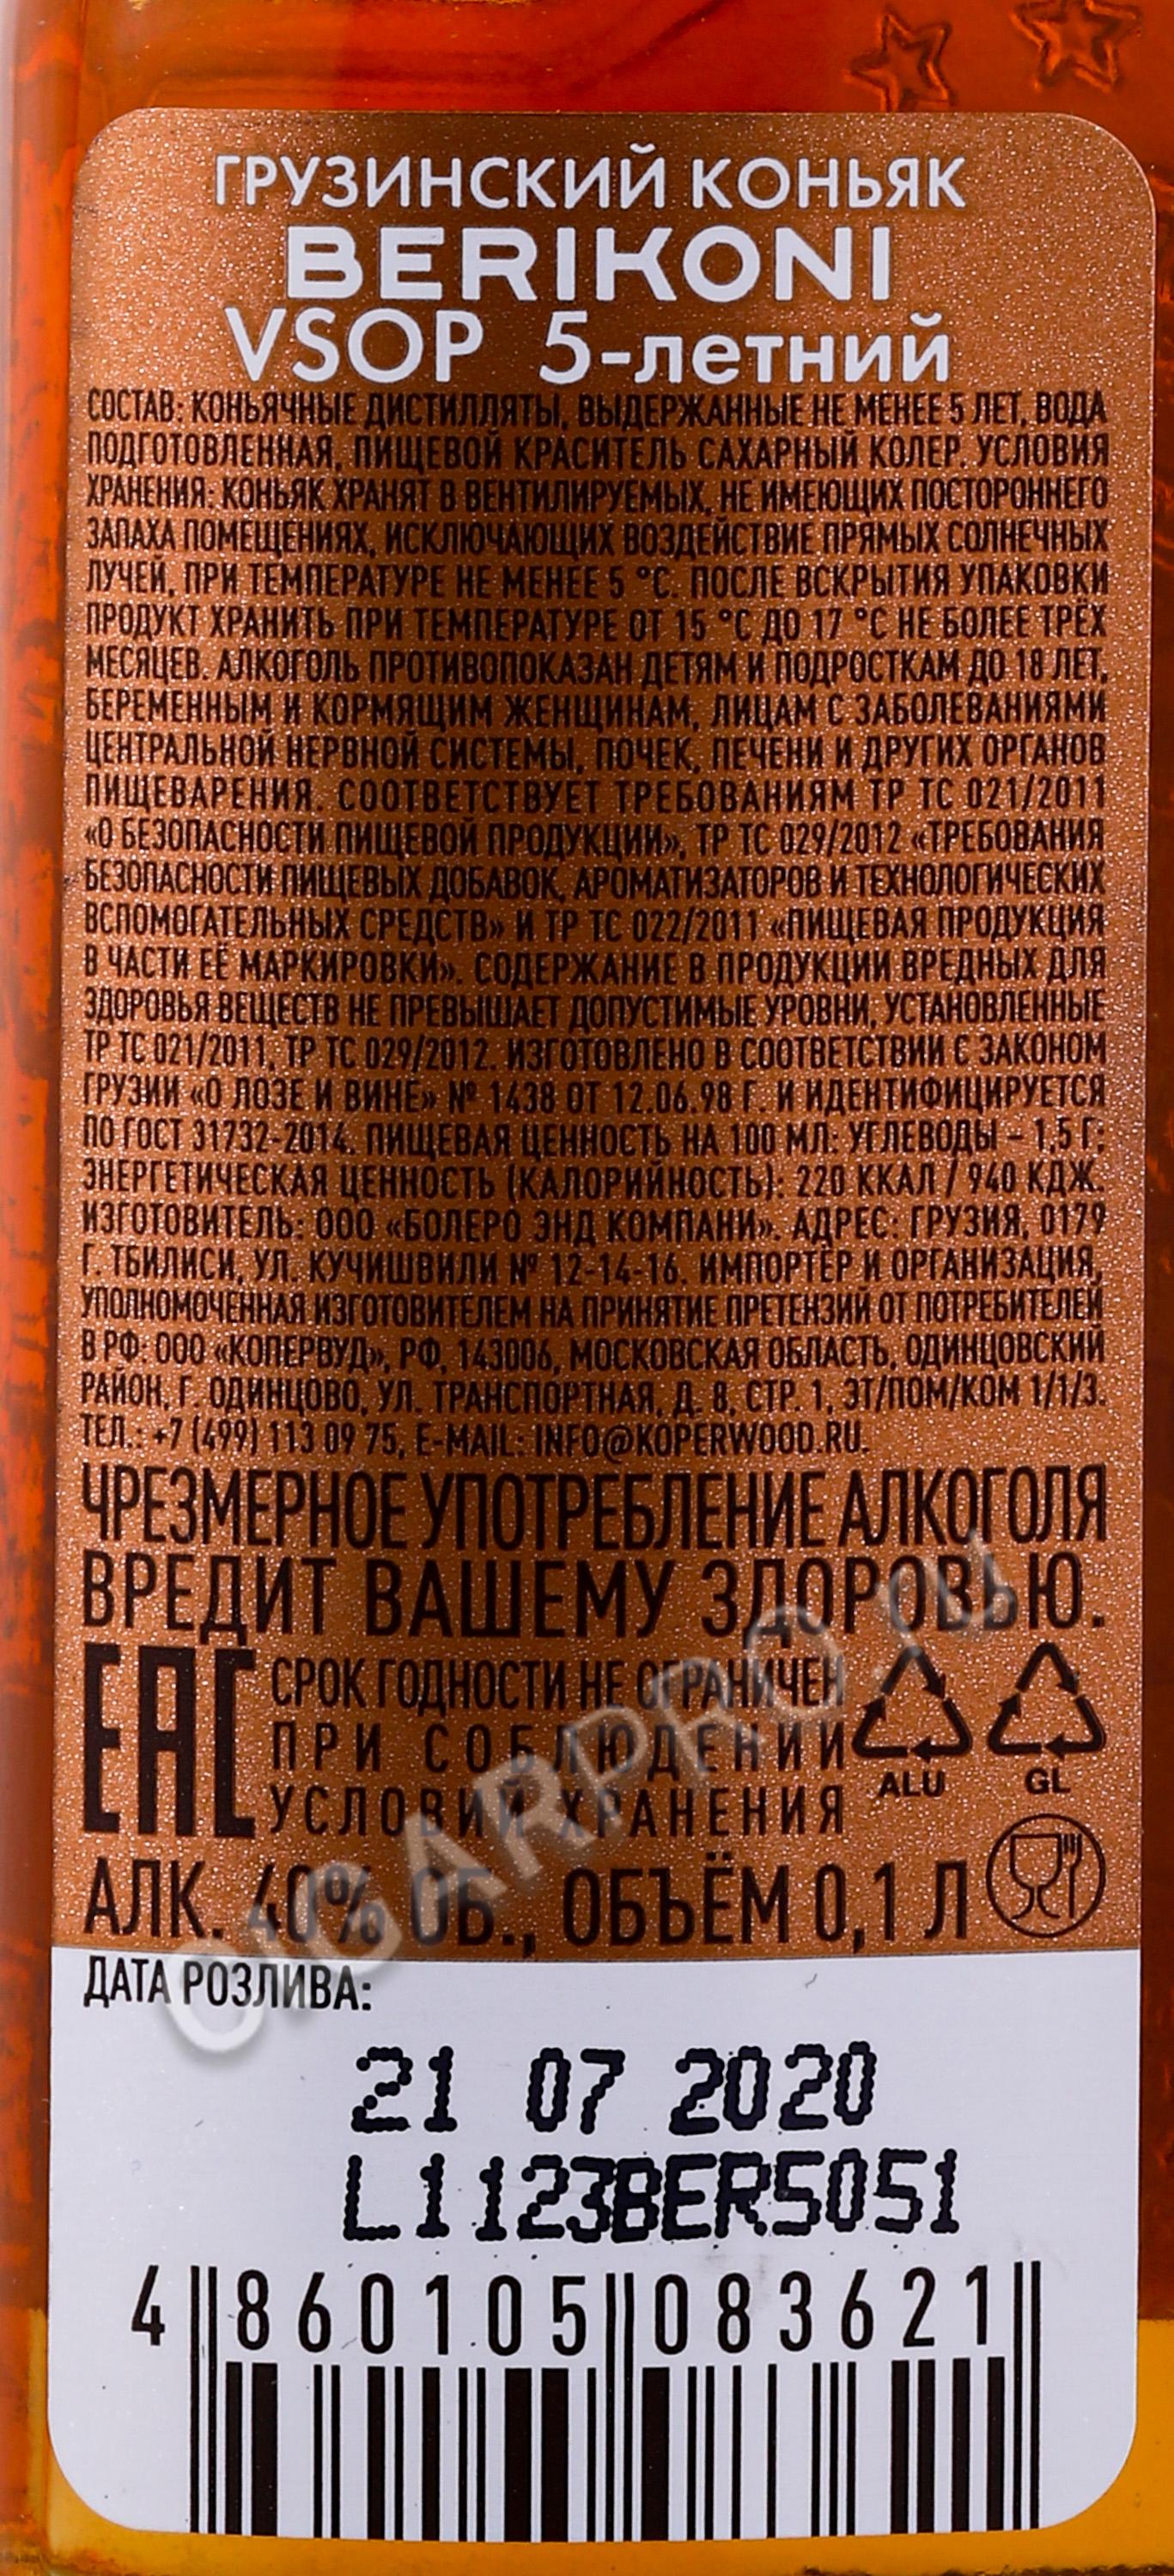 ГРУЗИНСКИЙ КОНЬЯК
BERIKONI
VSOP 5-летний
СОСТАВ: КОНЬЯЧНЫЕ ДИСТИЛЛЯТЫ, ВЫДЕРЖАННЫЕ НЕ МЕНЕЕ 5 ЛЕТ, ВОДА
ПОДГОТОВЛЕННАЯ, ПИЩЕВОЙ КРАСИТЕЛЬ САХАРНЫЙ КОЛЕР. УСЛОВИЯ
ХРАНЕНИЯ: КОНЬЯК ХРАНЯТ В ВЕНТИЛИРУЕМЫХ, НЕ ИМЕЮЩИХ ПОСТОРОННЕГО
ЗАПАХА ПОМЕЩЕНИЯХ, ИСКЛЮЧАЮЩИХ ВОЗДЕЙСТВИЕ ПРЯМЫХ СОЛНЕЧНЫХ
ЛУЧЕЙ, ПРИ ТЕМПЕРАТУРЕ НЕ МЕНЕЕ 5 °С. ПОСЛЕ ВСКРЫТИЯ УПАКОВКИ
ПРОДУКТ ХРАНИТЬ ПРИ ТЕМПЕРАТУРЕ ОТ 15 °С ДО 17 °С НЕ БОЛЕЕ ТРЁХ
МЕСЯЦЕВ. АЛКОГОЛЬ ПРОТИВОПОКАЗАН ДЕТЯМ И ПОДРОСТКАМ ДО 18 ЛЕТ,
БЕРЕМЕННЫМ И КОРМЯЩИМ ЖЕНЩИНАМ, ЛИЦАМ С ЗАБОЛЕВАНИЯМИ
ЦЕНТРАЛЬНОЙ НЕРВНОЙ СИСТЕМЫ, ПОЧЕК, ПЕЧЕНИ И ДРУГИХ ОРГАНОВ
ПИЩЕВАРЕНИЯ. СООТВЕТСТВУЕТ ТРЕБОВАНИЯМ ТР ТС 021/2011
«О БЕЗОПАСНОСТИ ПИЩЕВОЙ ПРОДУКЦИИ», ТР ТС 029/2012 «ТРЕБОВАНИЯ
БЕЗОПАСНОСТИ ПИЩЕВЫХ ДОБАВОК, АРОМАТИЗАТОРОВ И ТЕХНОЛОГИЧЕСКИХ
ВСПОМОГАТЕЛЬНЫХ СРЕДСТВ» И ТР ТС 022/2011 «ПИЩЕВАЯ ПРОДУКЦИЯ
В ЧАСТИ ЕЁ МАРКИРОВКИ». СОДЕРЖАНИЕ В ПРОДУКЦИИ ВРЕДНЫХ ДЛЯ
ЗДОРОВЬЯ ВЕЩЕСТВ НЕ ПРЕВЫШАЕТ ДОПУСТИМЫЕ УРОВНИ, УСТАНОВЛЕННЫЕ
ТР ТС 021/2011, ТР ТС 029/2012. ИЗГОТОВЛЕНО В СООТВЕТСТВИИ С ЗАКОНОМ
ГРУЗИИ «О ЛОЗЕ И ВИНЕ» № 1438 ОТ 12.06.98 Г. И ИДЕНТИФИЦИРУЕТСЯ
ПО ГОСТ 31732-2014. ПИЩЕВАЯ ЦЕННОСТЬ НА 100 МЛ: УГЛЕВОДЫ – 1,5 Г;
ЭНЕРГЕТИЧЕСКАЯ ЦЕННОСТЬ (КАЛОРИЙНОСТЬ): 220 ККАЛ / 940 КДЖ.
ИЗГОТОВИТЕЛЬ: ООО «БОЛЕРО ЭНД КОМПАНИ». АДРЕС: ГРУЗИЯ, 0179
Г. ТБИЛИСИ, УЛ. КУЧИШВИЛИ № 12-14-16. ИМПОРТЁР И ОРГАНИЗАЦИЯ,
УПОЛНОМОЧЕННАЯ ИЗГОТОВИТЕЛЕМ НА ПРИНЯТИЕ ПРЕТЕНЗИЙ ОТ ПОТРЕБИТЕЛЕЙ
В РФ: ООО «КОПЕРВУД», РФ, 143006, МОСКОВСКАЯ ОБЛАСТЬ, ОДИНЦОВСКИЙ
РАЙОН, Г. ОДИНЦОВО, УЛ. ТРАНСПОРТНАЯ, Д. 8, СТР. 1, ЭТ/ПОМ/КОМ 1/1/3.
ТЕЛ.: +7 (499) 113 09 75, E-MAIL: INFO@KOPERWOOD.RU.
ЧРЕЗМЕРНОЕ УПОТРЕБЛЕНИЕ АЛКОГОЛЯ
ВРЕДИТ ВАШЕМУ ЗДОРОВЬЮ.
EAC
СРОК ГОДНОСТИ НЕ ОГРАНИЧЕН
ПРИ СОБЛЮДЕНИИ
УСЛОВИЙ ХРАНЕНИЯ
ALU GL
АЛК. 40% ОБ., ОБЪЁМ 0,1 Л
CIGARPRO.ru
ДАТА РОЗЛИВА:
21 07 2020
L1123BER5051
4 860105 083621